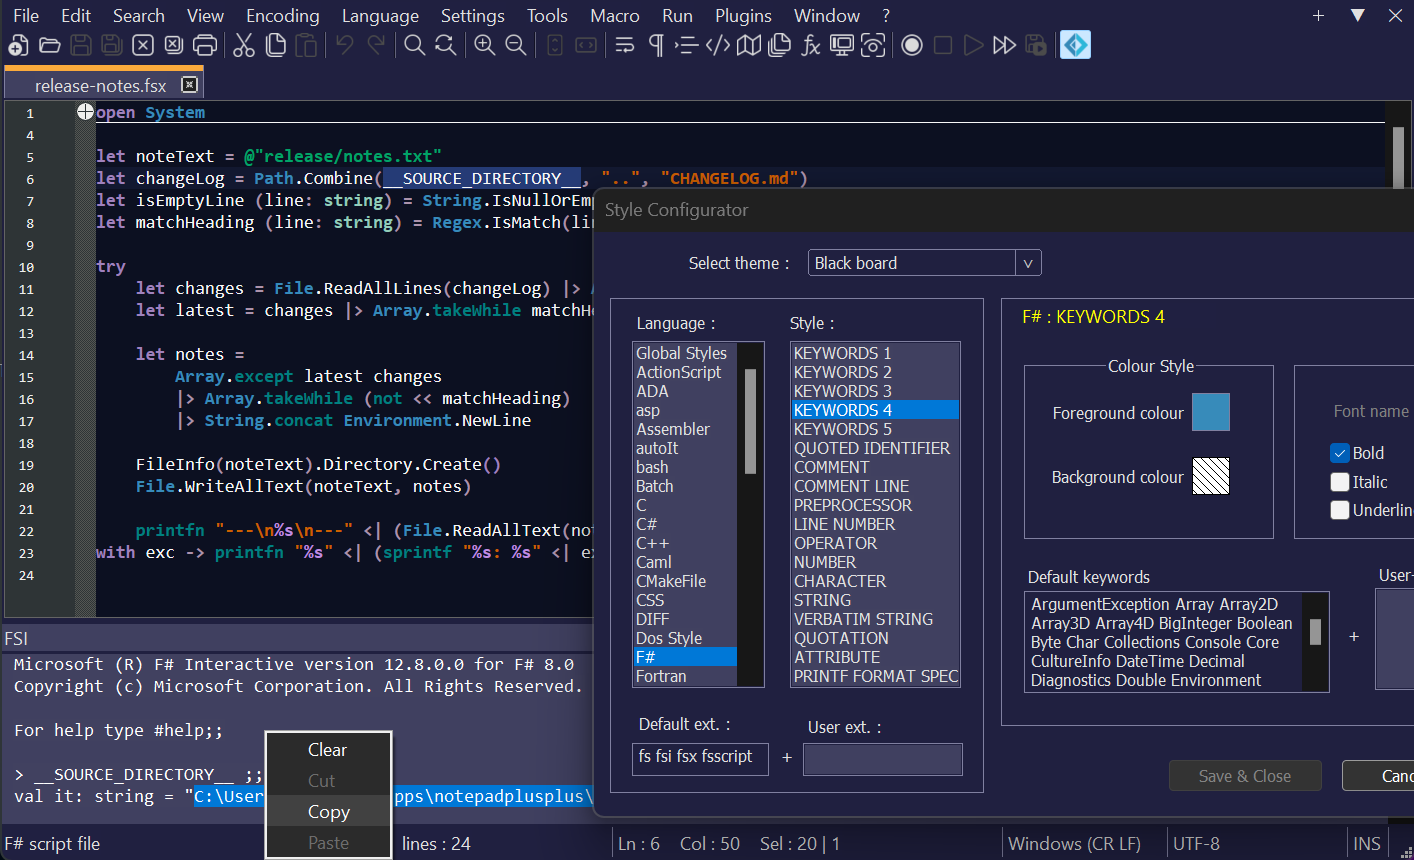 File Edit Search View Encoding Language Settings Tools Macro Run Plugins Window ?
release-notes.fsx
1 open System
4
5 let noteText = @"release/notes.txt"
6 let changeLog = Path.Combine(__SOURCE_DIRECTORY__, "..", "CHANGELOG.md")
7 let isEmptyLine (line: string) = String.IsNullOrEmp
8 let matchHeading (line: string) = Regex.IsMatch(lin
9
10 try
11 let changes = File.ReadAllLines(changeLog) |>
12 let latest = changes |> Array.takeWhile matchHe
13
14 let notes =
15 Array.except latest changes
16 |> Array.takeWhile (not << matchHeading)
17 |> String.concat Environment.NewLine
18
19 FileInfo(noteText).Directory.Create()
20 File.WriteAllText(noteText, notes)
21
22 printfn "---\n%s\n---" <| (File.ReadAllText(not
23 with exc -> printfn "%s" <| (sprintf "%s: %s" <| ex
24
FSI
Microsoft (R) F# Interactive version 12.8.0.0 for F# 8.0
Copyright (c) Microsoft Corporation. All Rights Reserved.
For help type #help;;
> __SOURCE_DIRECTORY__ ;;
val it: string = "C:\User pps\notepadplusplus\
Clear
Cut
Copy
Paste
Style Configurator
Select theme : Black board
Language :
Global Styles
ActionScript
ADA
asp
Assembler
autoIt
bash
Batch
C
C#
C++
Caml
CMakeFile
CSS
DIFF
Dos Style
F#
Fortran
Style :
KEYWORDS 1
KEYWORDS 2
KEYWORDS 3
KEYWORDS 4
KEYWORDS 5
QUOTED IDENTIFIER
COMMENT
COMMENT LINE
PREPROCESSOR
LINE NUMBER
OPERATOR
NUMBER
CHARACTER
STRING
VERBATIM STRING
QUOTATION
ATTRIBUTE
PRINTF FORMAT SPEC
Default ext. :
fs fsi fsx fsscript
+
User ext. :
F# : KEYWORDS 4
Colour Style
Foreground colour
Background colour
Font name
Bold
Italic
Underlin
Default keywords
ArgumentException Array Array2D
Array3D Array4D BigInteger Boolean
Byte Char Collections Console Core
CultureInfo DateTime Decimal
Diagnostics Double Environment
+
User-
Save & Close
Canc
F# script file lines : 24 Ln : 6 Col : 50 Sel : 20 | 1 Windows (CR LF) UTF-8 INS